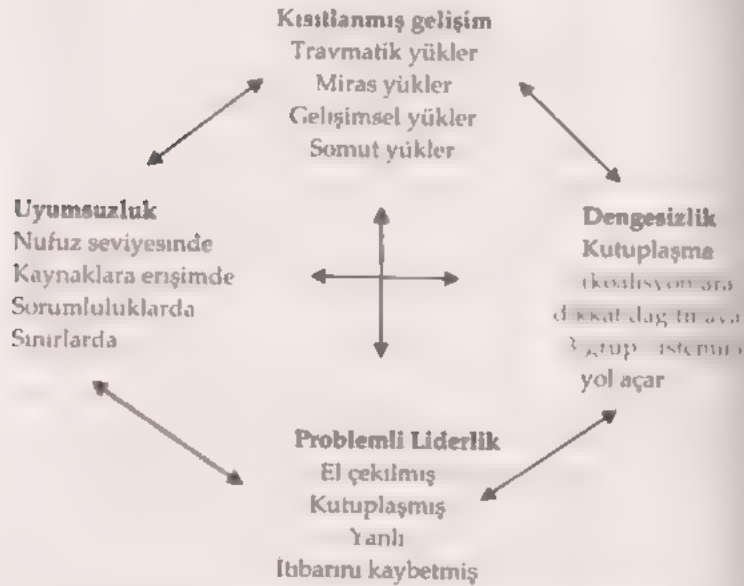 Kısıtlanmış gelişim
Travmatik yükler
Miras yükler
Gelişimsel yükler
Somut yükler
Uyumsuzluk
Nufuz seviyesinde
Kaynaklara erişimde
Sorumluluklarda
Sınırlarda
Dengesizlik
Kutuplaşma
yol açar
Problemli Liderlik
El çekilmiş
Kutuplaşmış
Yanlı
İtibarını kaybetmiş